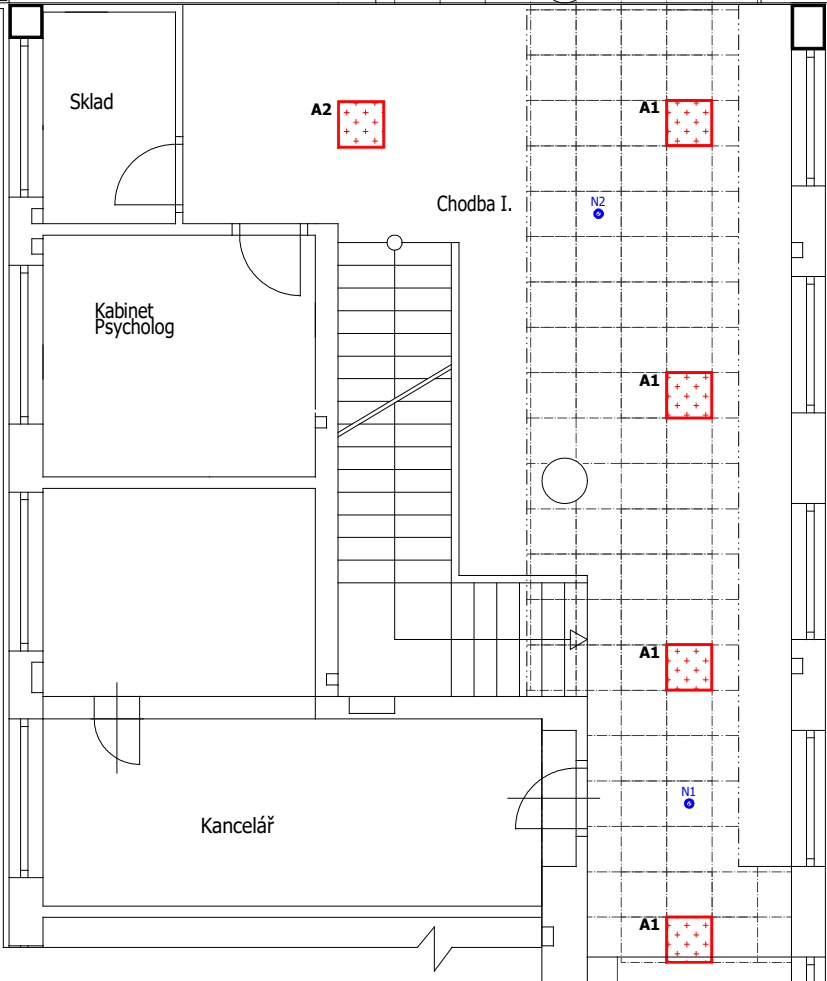 Sklad
A2
A1
N2
Chodba I.
Kabinet
Psycholog
A1
A1
N1
Kancelář
A1